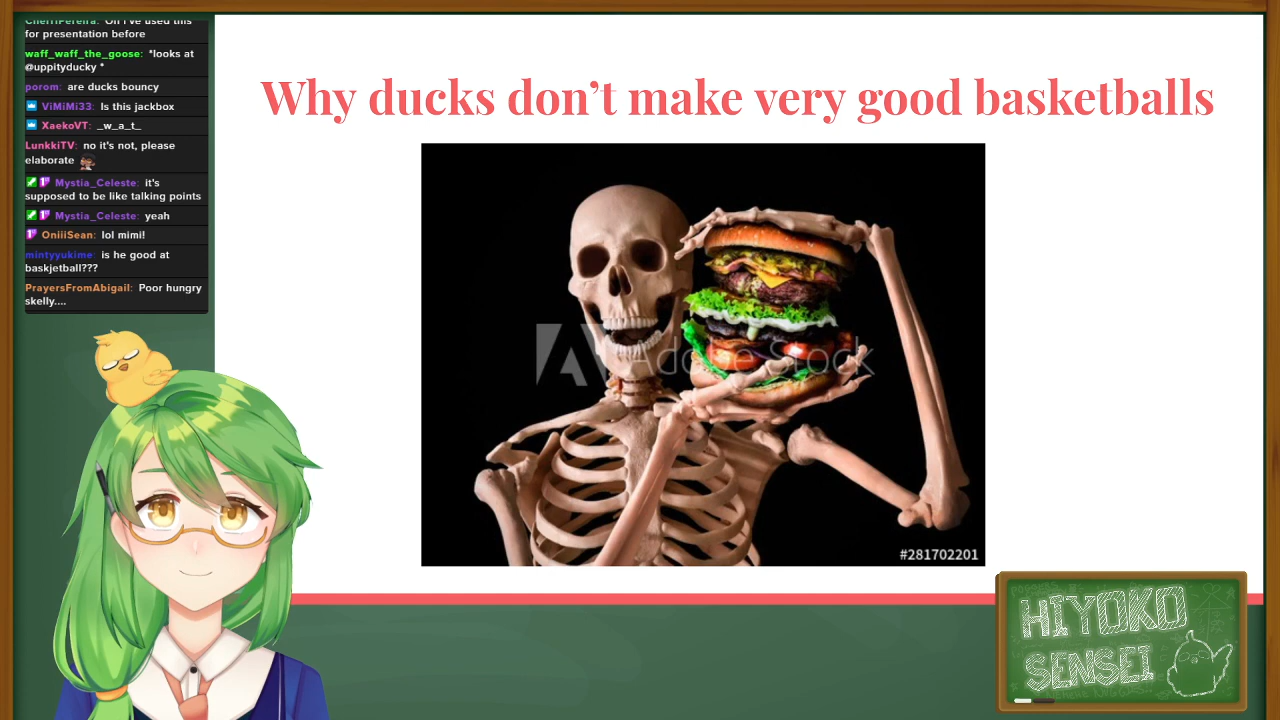 CherriPereira: Oh I've used this
for presentation before
waff_waff_the_goose: *looks at
@uppityducky *
porom: are ducks bouncy
ViMiMi33: Is this jackbox
XaekoVT: _w_a_t_
LunkkiTV: no it's not, please
elaborate
Mystia_Celeste: it's
supposed to be like talking points
Mystia_Celeste: yeah
OniiiSean: lol mimi!
mintyyukime: is he good at
baskjetball???
PrayersFromAbigail: Poor hungry
skelly....
Why ducks don't make very good basketballs
Adobe Stock
#281702201
HIYOKO
SENSEI